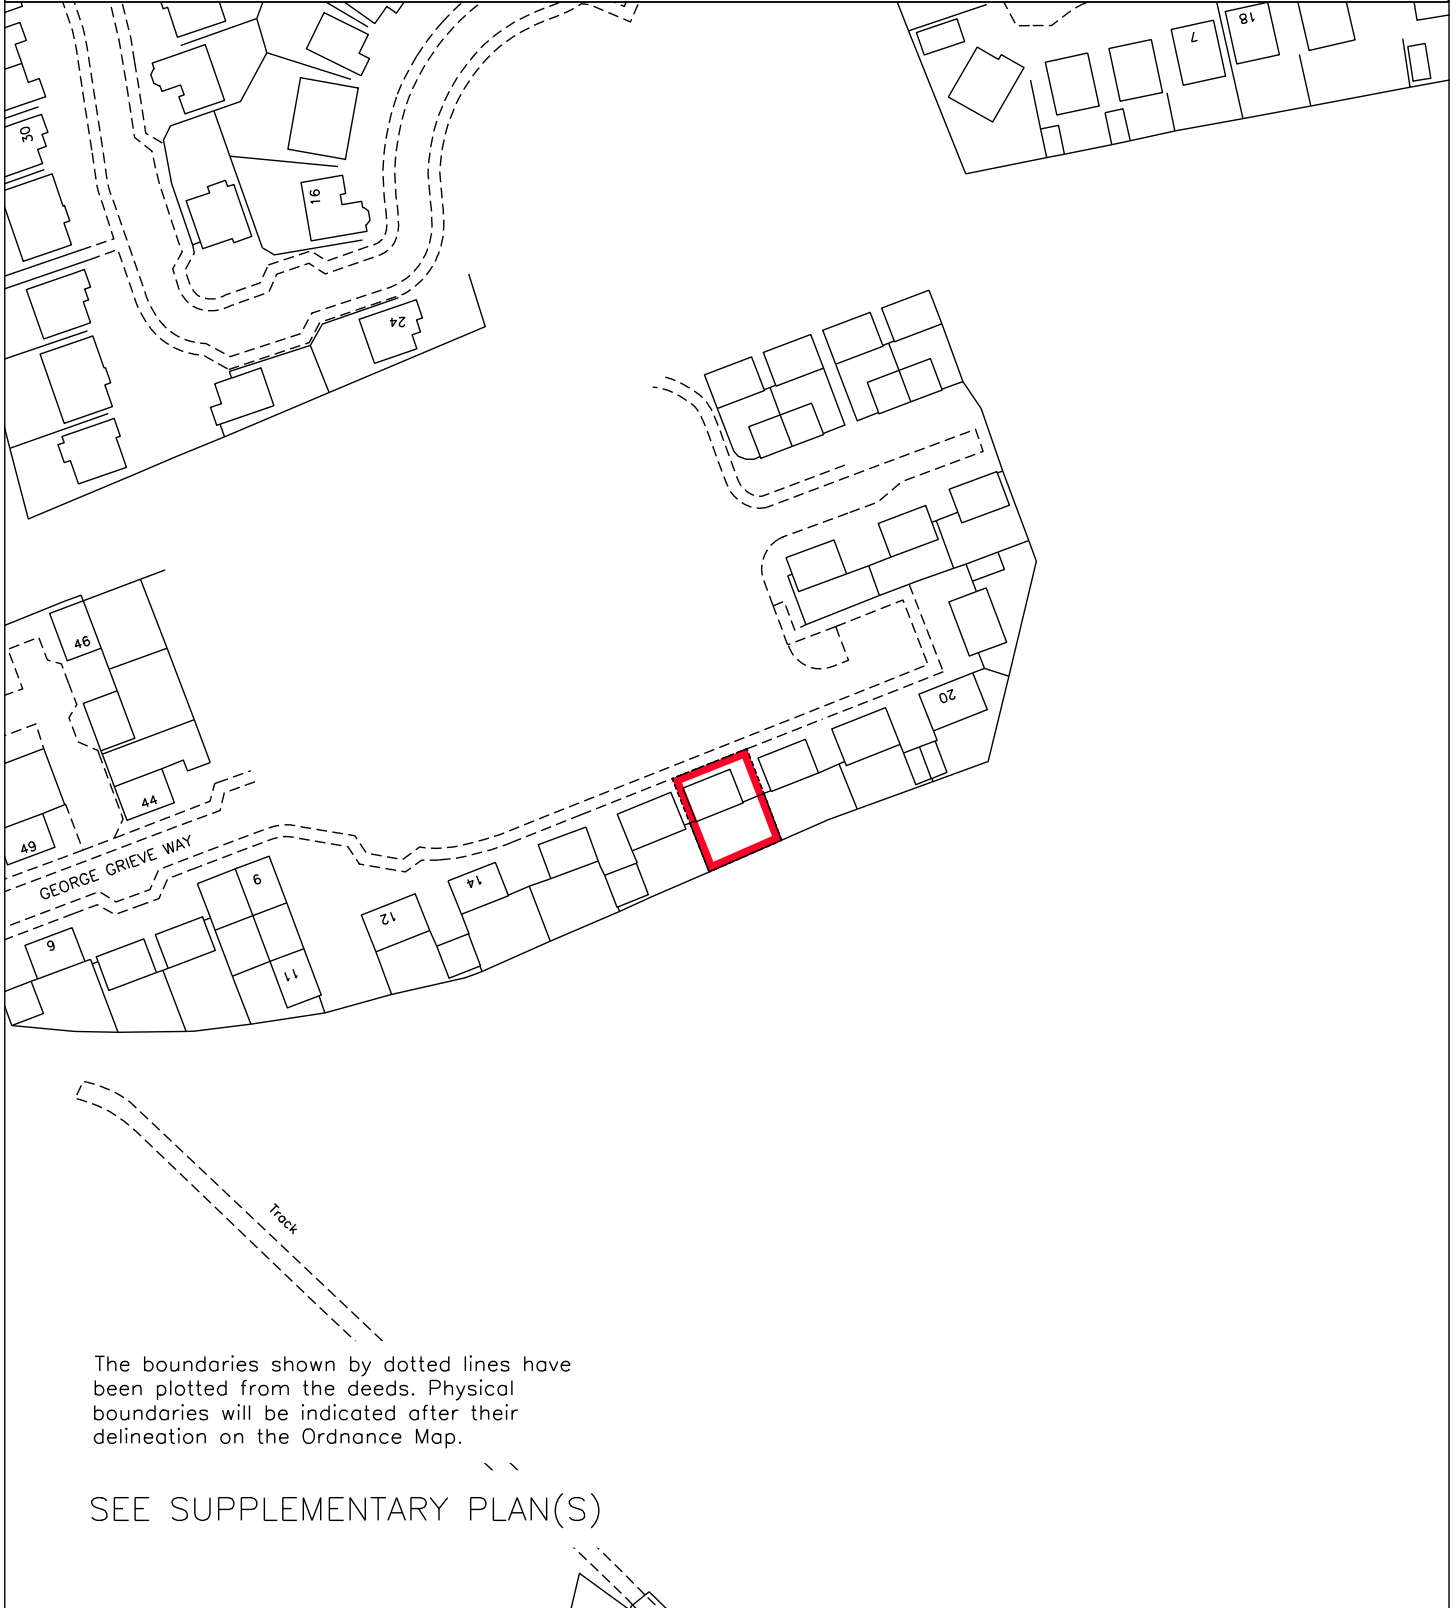 18
7
30
16
24
46
20
44
49
GEORGE GRIEVE WAY
9
14
12
6
11
Track
The boundaries shown by dotted lines have
been plotted from the deeds. Physical
boundaries will be indicated after their
delineation on the Ordnance Map.
SEE SUPPLEMENTARY PLAN(S)